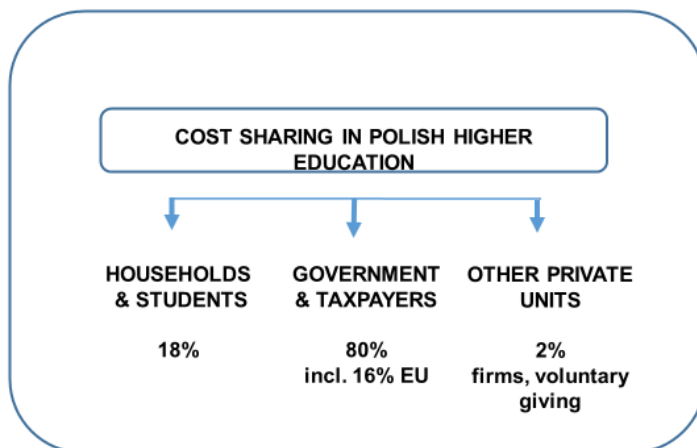 COST SHARING IN POLISH HIGHER
EDUCATION
HOUSEHOLDS
& STUDENTS
18%
GOVERNMENT
& TAXPAYERS
80%
incl. 16% EU
OTHER PRIVATE
UNITS
2%
firms, voluntary
giving